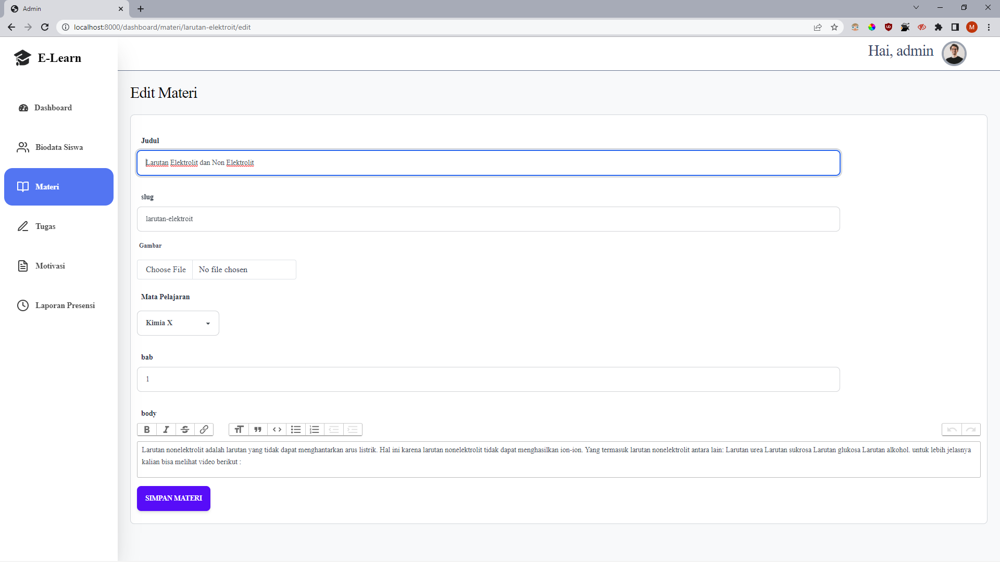 Admin
localhost:8000/dashboard/materi/larutan-elektroit/edit
M
E-Learn
Hai, admin
Dashboard
Biodata Siswa
Materi
Tugas
Motivasi
Laporan Presensi
Edit Materi
Judul
Larutan Elektrolit dan Non Elektrolit
slug
larutan-elektroit
Gambar
Choose File No file chosen
Mata Pelajaran
Kimia X
bab
1
body
Larutan nonelektrolit adalah larutan yang tidak dapat menghantarkan arus listrik. Hal ini karena larutan nonelektrolit tidak dapat menghasilkan ion-ion. Yang termasuk larutan nonelektrolit antara lain: Larutan urea Larutan sukrosa Larutan glukosa Larutan alkohol. untuk lebih jelasnya
kalian bisa melihat video berikut :
SIMPAN MATERI